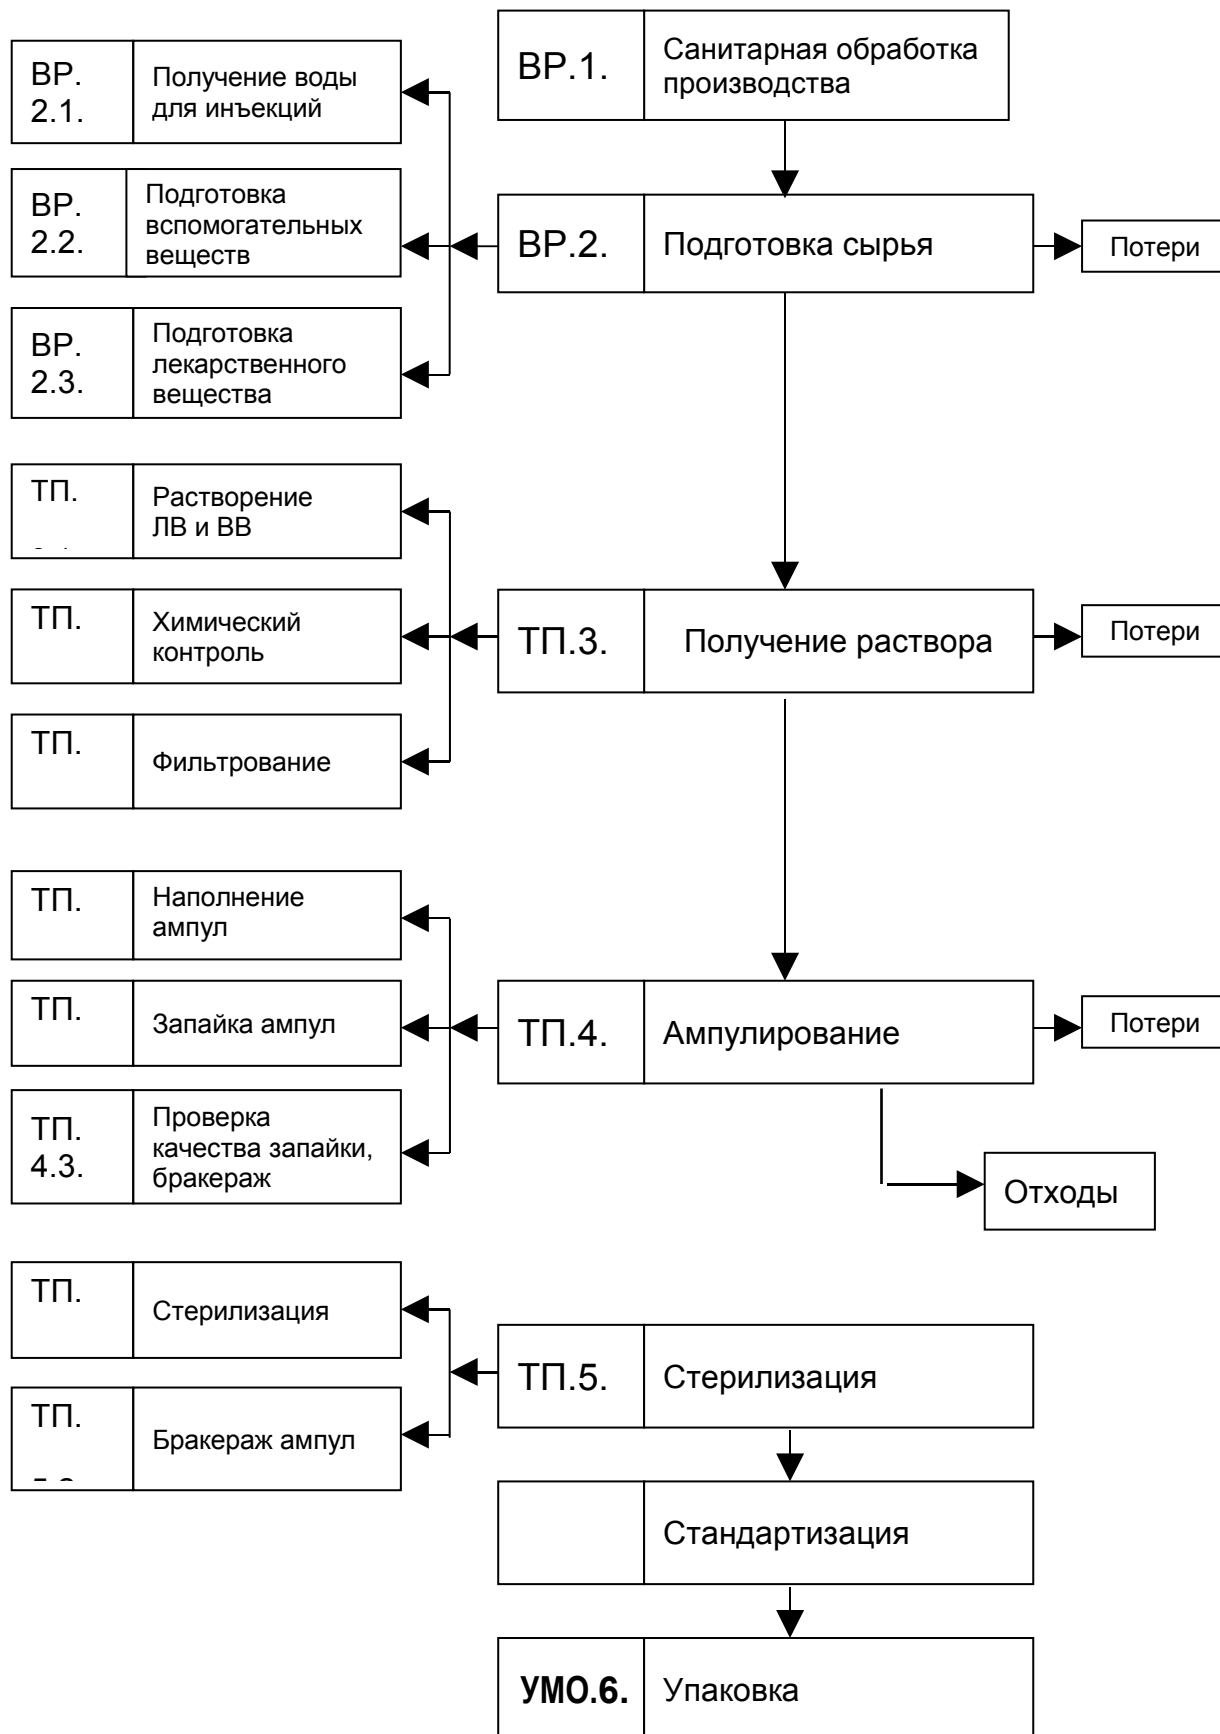 ВР.1.
Санитарная обработка
производства
ВР.
2.1.
Получение воды
для инъекций
ВР.
2.2.
Подготовка
вспомогательных
веществ
ВР.2.
Подготовка сырья
Потери
ВР.
2.3.
Подготовка
лекарственного
вещества
ТП.
Растворение
ЛВ и ВВ
ТП.
Химический
контроль
ТП.3.
Получение раствора
Потери
ТП.
Фильтрование
ТП.
Наполнение
ампул
ТП.
Запайка ампул
ТП.4.
Ампулирование
Потери
ТП.
4.3.
Проверка
качества запайки,
бракераж
Отходы
ТП.
Стерилизация
ТП.5.
Стерилизация
ТП.
Бракераж ампул
Стандартизация
УМО.6.
Упаковка